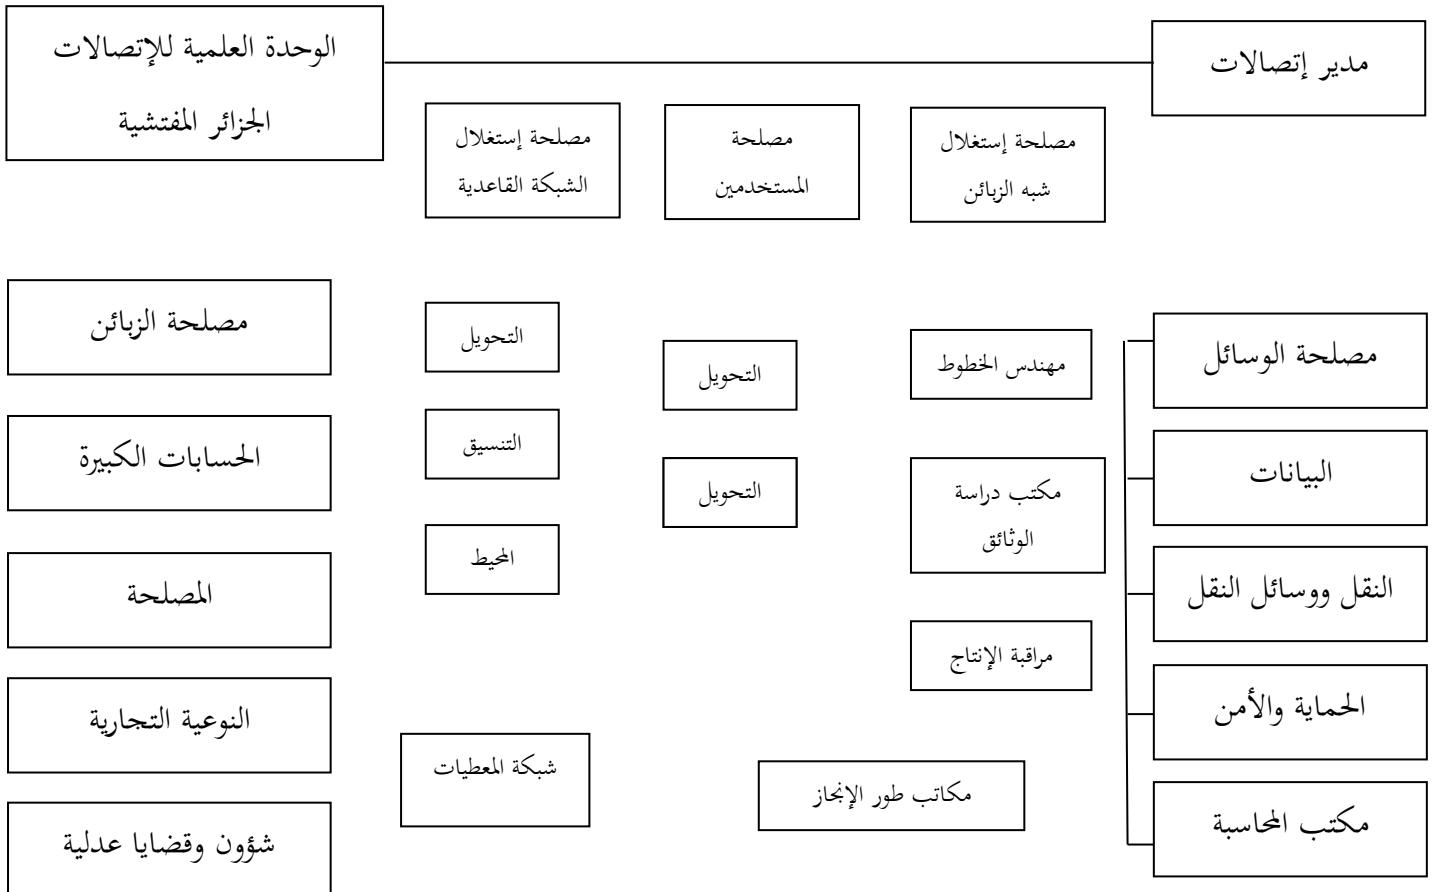 مدير إتصالات
الوحدة العلمية للإتصالات
الجزائر المفتشية
مصلحة إستغلال
شبه الزبائن
مصلحة
المستخدمين
مصلحة إستغلال
الشبكة القاعدية
مصلحة الوسائل
البيانات
النقل ووسائل النقل
الحماية والأمن
مكتب المحاسبة
مهندس الخطوط
مكتب دراسة
الوثائق
مراقبة الإنتاج
التحويل
التحويل
مكاتب طور الإنجاز
التحويل
التنسيق
المحيط
شبكة المعطيات
مصلحة الزبائن
الحسابات الكبيرة
المصلحة
النوعية التجارية
شؤون وقضايا عدلية